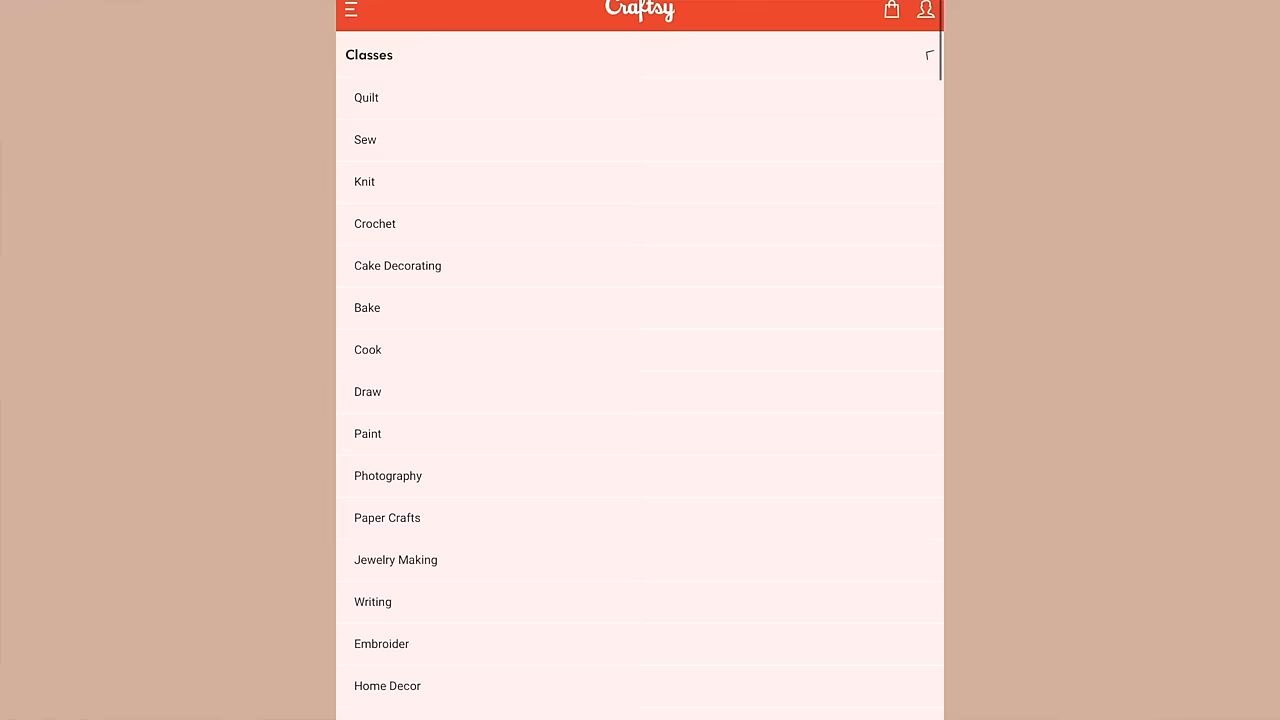 Craftsy
Classes
Quilt
Sew
Knit
Crochet
Cake Decorating
Bake
Cook
Draw
Paint
Photography
Paper Crafts
Jewelry Making
Writing
Embroider
Home Decor